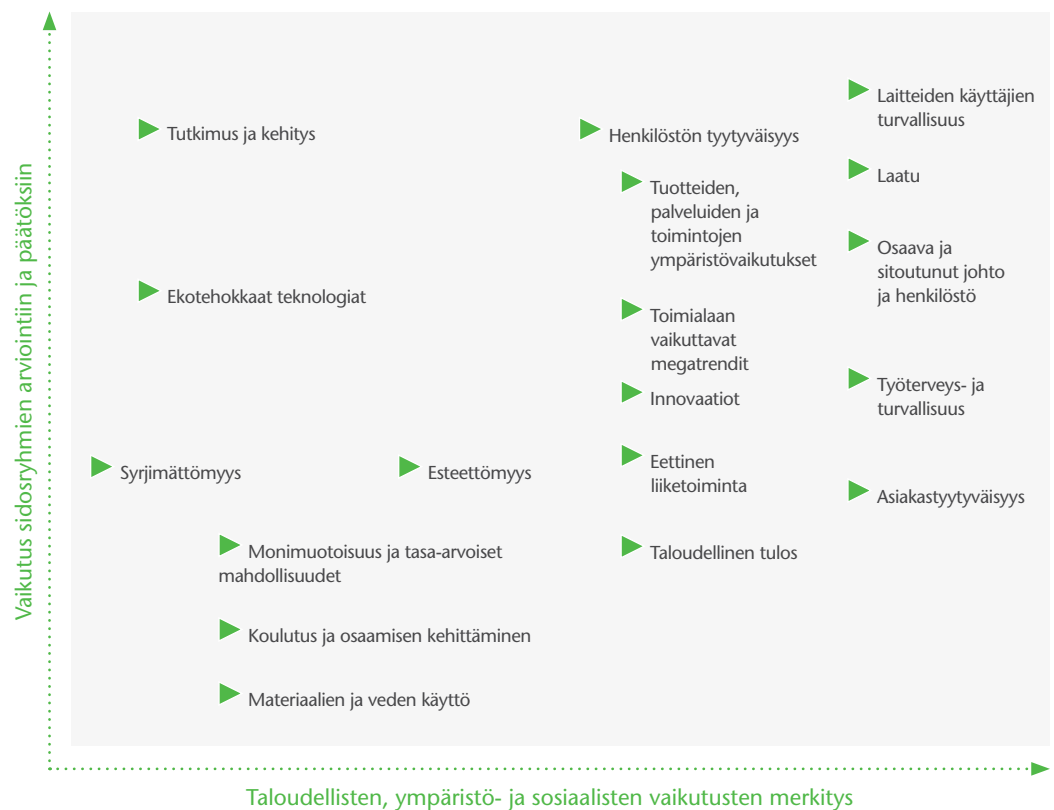 Vaikutus sidosryhmien arviointiin ja päätöksiin
Tutkimus ja kehitys
Ekotehokkaat teknologiat
Syrjimättömyys
Esteettömyys
Monimuotoisuus ja tasa-arvoiset
mahdollisuudet
Koulutus ja osaamisen kehittäminen
Materiaalien ja veden käyttö
Henkilöstön tyytyväisyys
Tuotteiden,
palveluiden ja
toimintojen
ympäristövaikutukset
Toimialaan
vaikuttavat
megatrendit
Innovaatiot
Eettinen
liiketoiminta
Taloudellinen tulos
Laitteiden käyttäjien
turvallisuus
Laatu
Osaava ja
sitoutunut johto
ja henkilöstö
Työterveys- ja
turvallisuus
Asiakastyytyväisyys
Taloudellisten, ympäristö- ja sosiaalisten vaikutusten merkitys